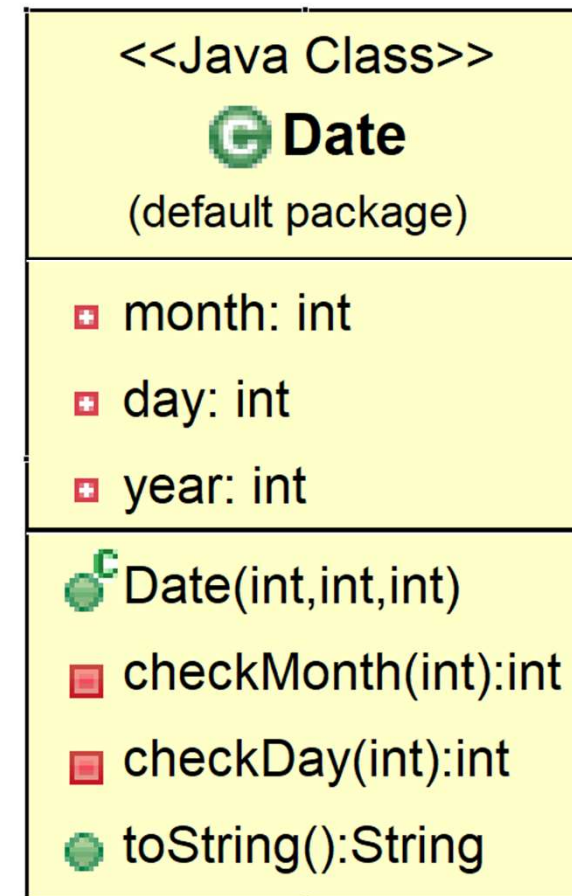 <<Java Class>>
C Date
(default package)
month: int
day: int
year: int
C Date(int,int,int)
checkMonth(int):int
checkDay(int):int
toString():String